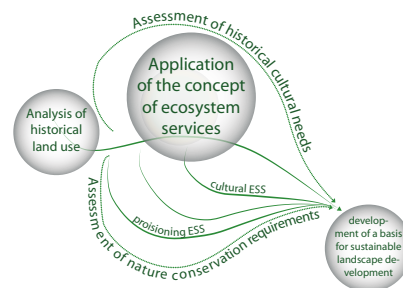 Assessment of historical cultural needs
Application
of the concept
of ecosystem
services
Analysis of
historical
land use
cultural ESS
proisioning ESS
Assessment of nature conservation requirements
develop-
ment of a basis
for sustainable
landscape de-
velopment